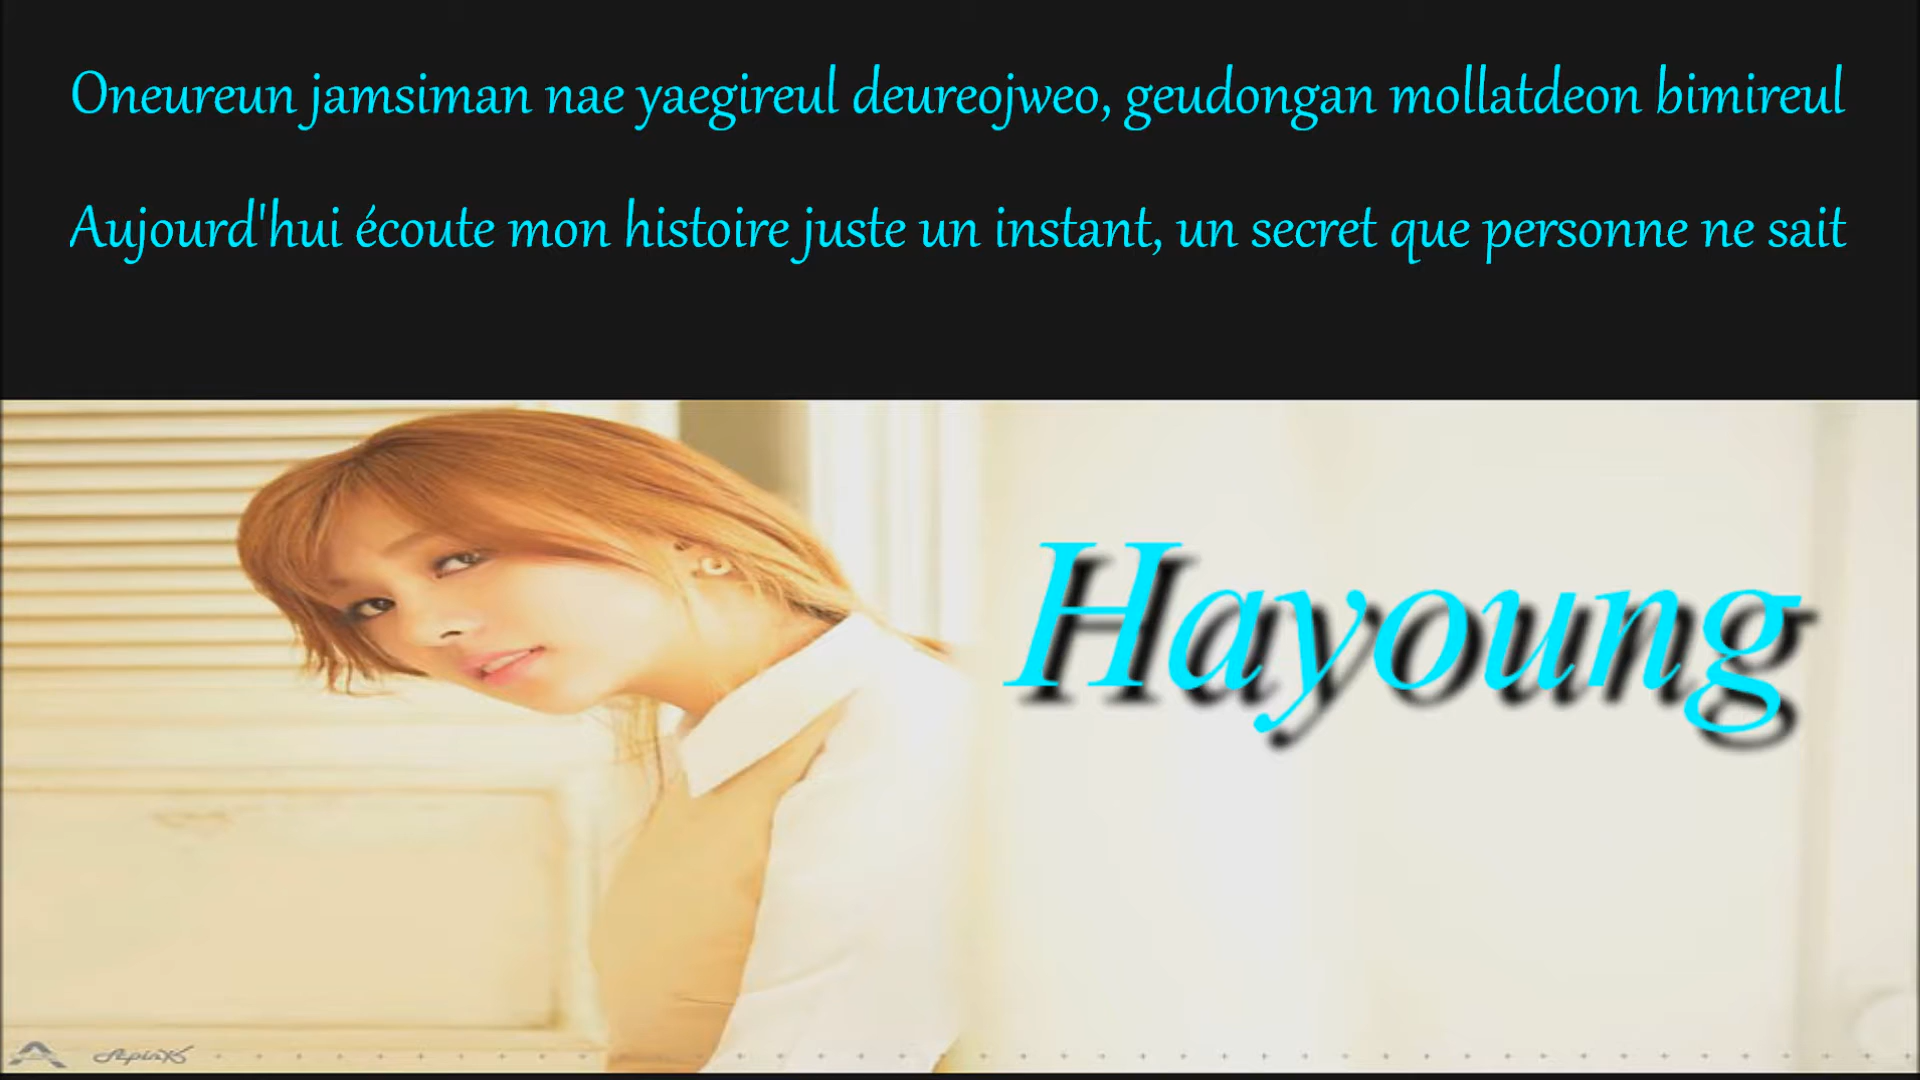 Oneureun jamsiman nae yaegireul deureojweo, geudongan mollatdeon bimireul
Aujourd'hui écoute mon histoire juste un instant, un secret que personne ne sait
Hayoung
Apink